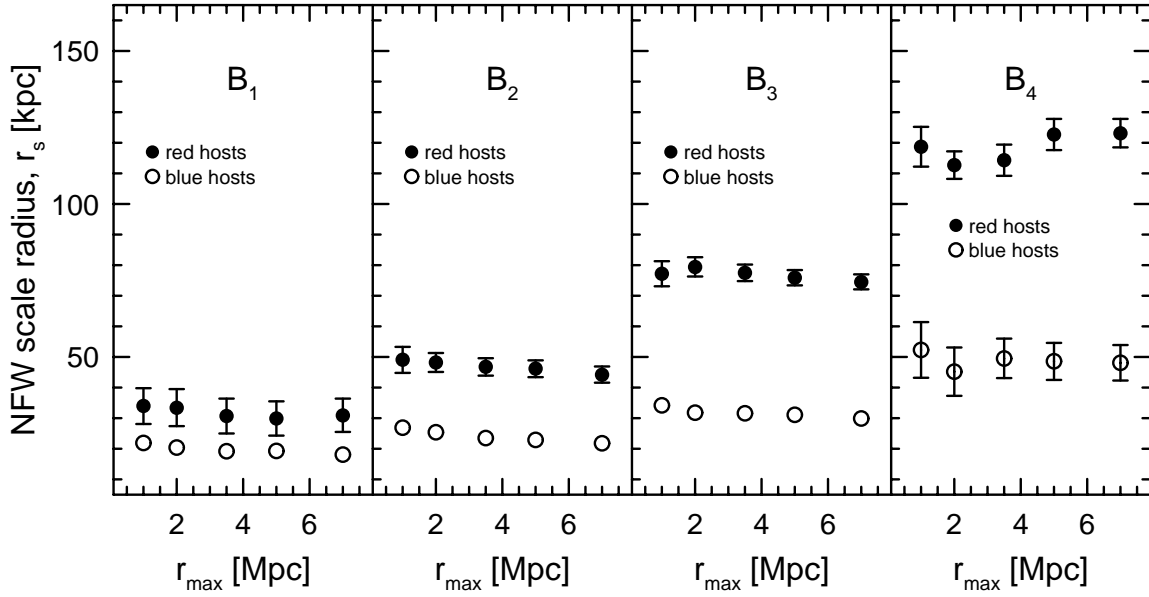 NFW scale radius, r_s [kpc]
150
100
50
B_1
red hosts
blue hosts
2 4 6
r_max [Mpc]
B_2
red hosts
blue hosts
2 4 6
r_max [Mpc]
B_3
red hosts
blue hosts
2 4 6
r_max [Mpc]
B_4
red hosts
blue hosts
2 4 6
r_max [Mpc]